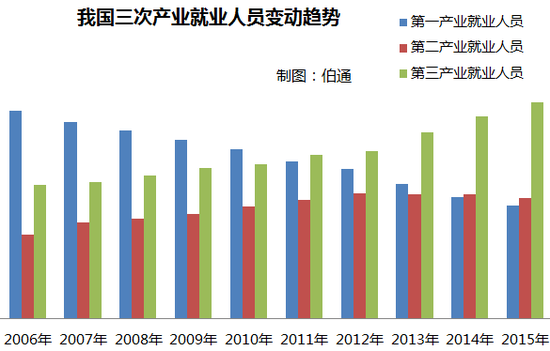 我国三次产业就业人员变动趋势
第一产业就业人员
第二产业就业人员
第三产业就业人员
制图：伯通
2006年 2007年 2008年 2009年 2010年 2011年 2012年 2013年 2014年 2015年